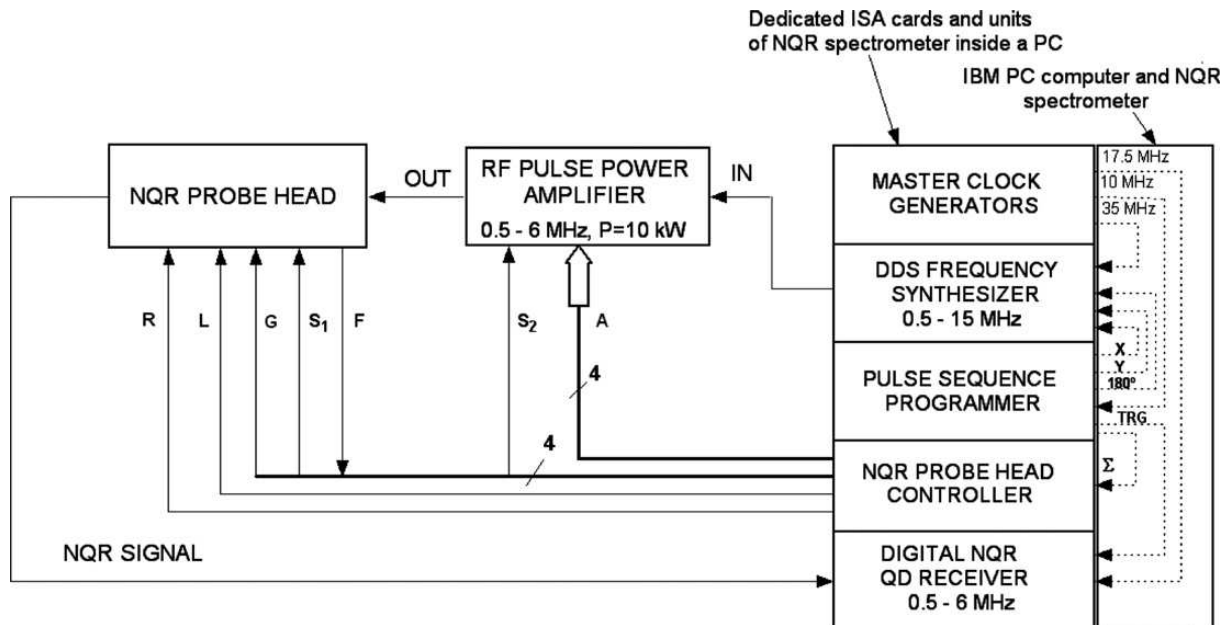 Dedicated ISA cards and units
of NQR spectrometer inside a PC
IBM PC computer and NQR
spectrometer
NQR PROBE HEAD
OUT
RF PULSE POWER
AMPLIFIER
0.5 - 6 MHz, P=10 kW
IN
MASTER CLOCK
GENERATORS
17.5 MHz
10 MHz
35 MHz
DDS FREQUENCY
SYNTHESIZER
0.5 - 15 MHz
R
L
G
S1
F
S2
A
X
Y
180º
4
PULSE SEQUENCE
PROGRAMMER
TRG
4
NQR PROBE HEAD
CONTROLLER
Σ
NQR SIGNAL
DIGITAL NQR
QD RECEIVER
0.5 - 6 MHz